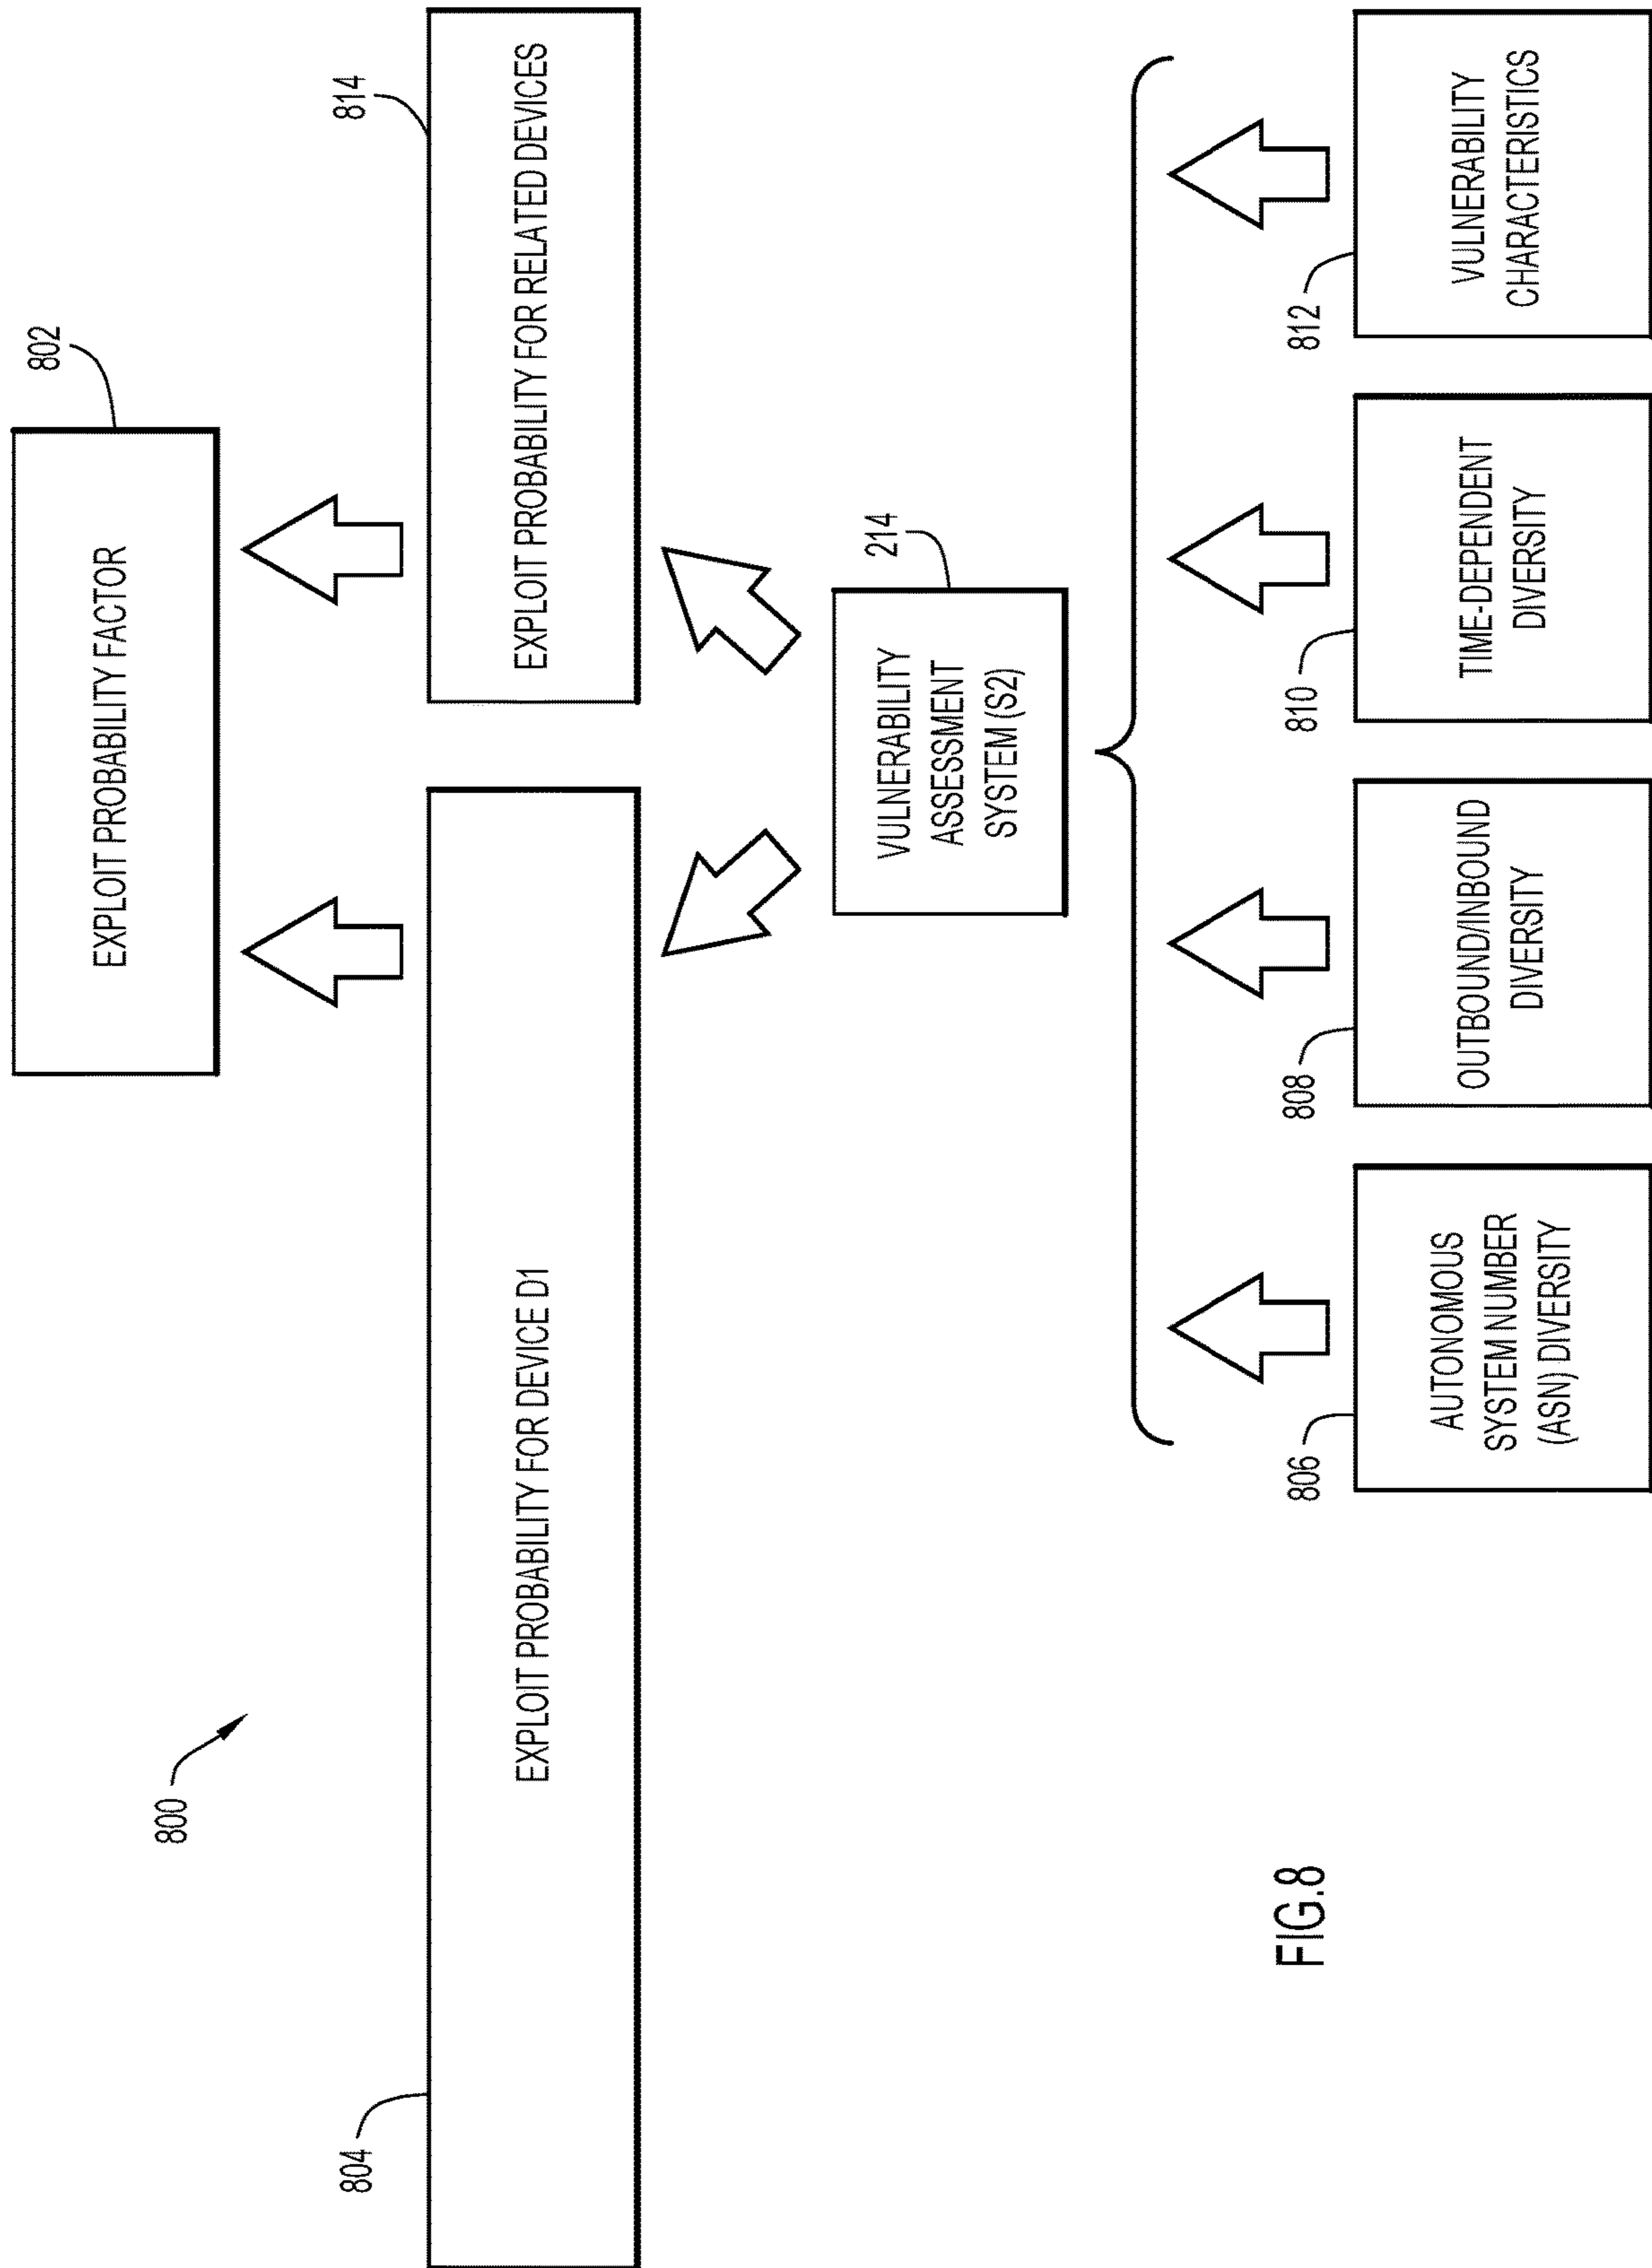 800
802
EXPLOIT PROBABILITY FACTOR
804
EXPLOIT PROBABILITY FOR DEVICE D1
814
EXPLOIT PROBABILITY FOR RELATED DEVICES
214
VULNERABILITY
ASSESSMENT
SYSTEM (S2)
806
AUTONOMOUS
SYSTEM NUMBER
(ASN) DIVERSITY
808
OUTBOUND/INBOUND
DIVERSITY
810
TIME-DEPENDENT
DIVERSITY
812
VULNERABILITY
CHARACTERISTICS
FIG.8